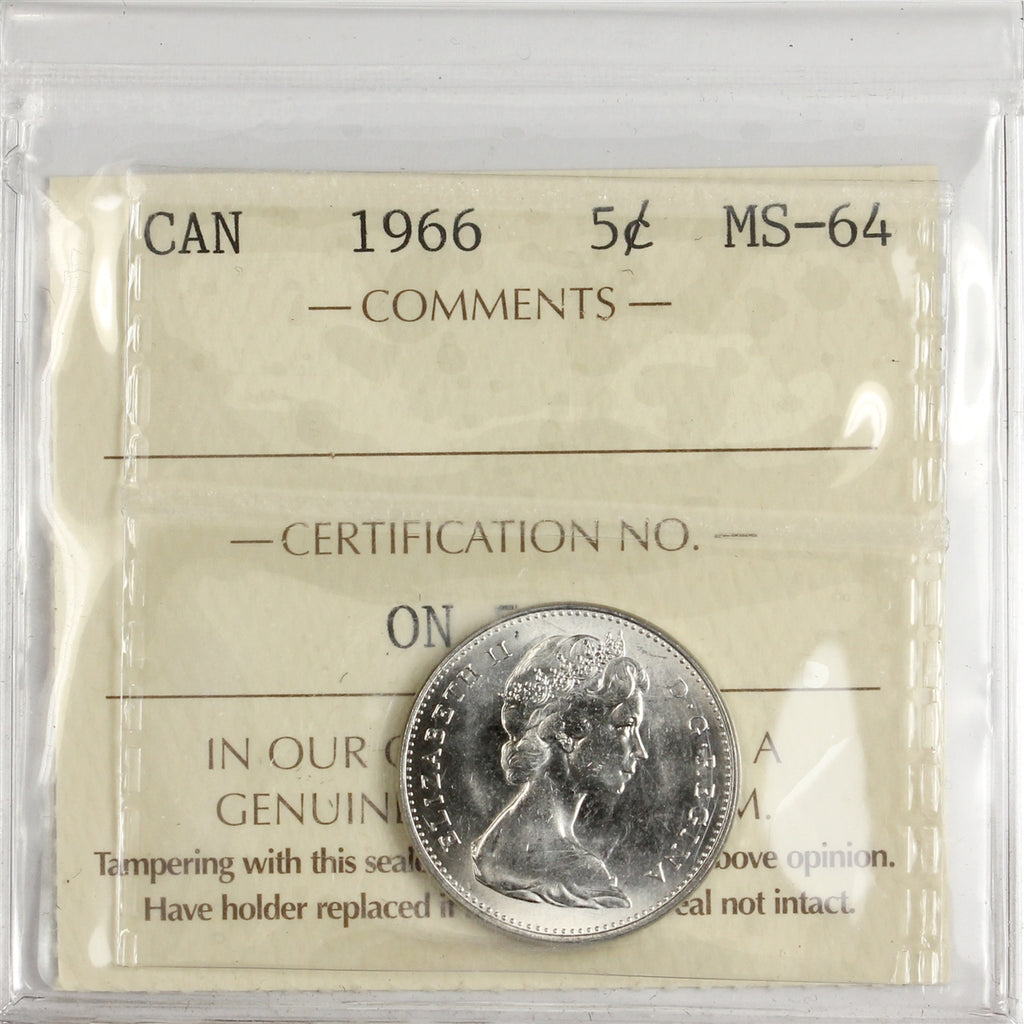 CAN 1966 5¢ MS-64
— COMMENTS —
— CERTIFICATION NO. —
ON
IN OUR A
GENUIN M.
Tampering with this seal bove opinion.
Have holder replaced if eal not intact.
ELIZABETH II D·G·REGINA